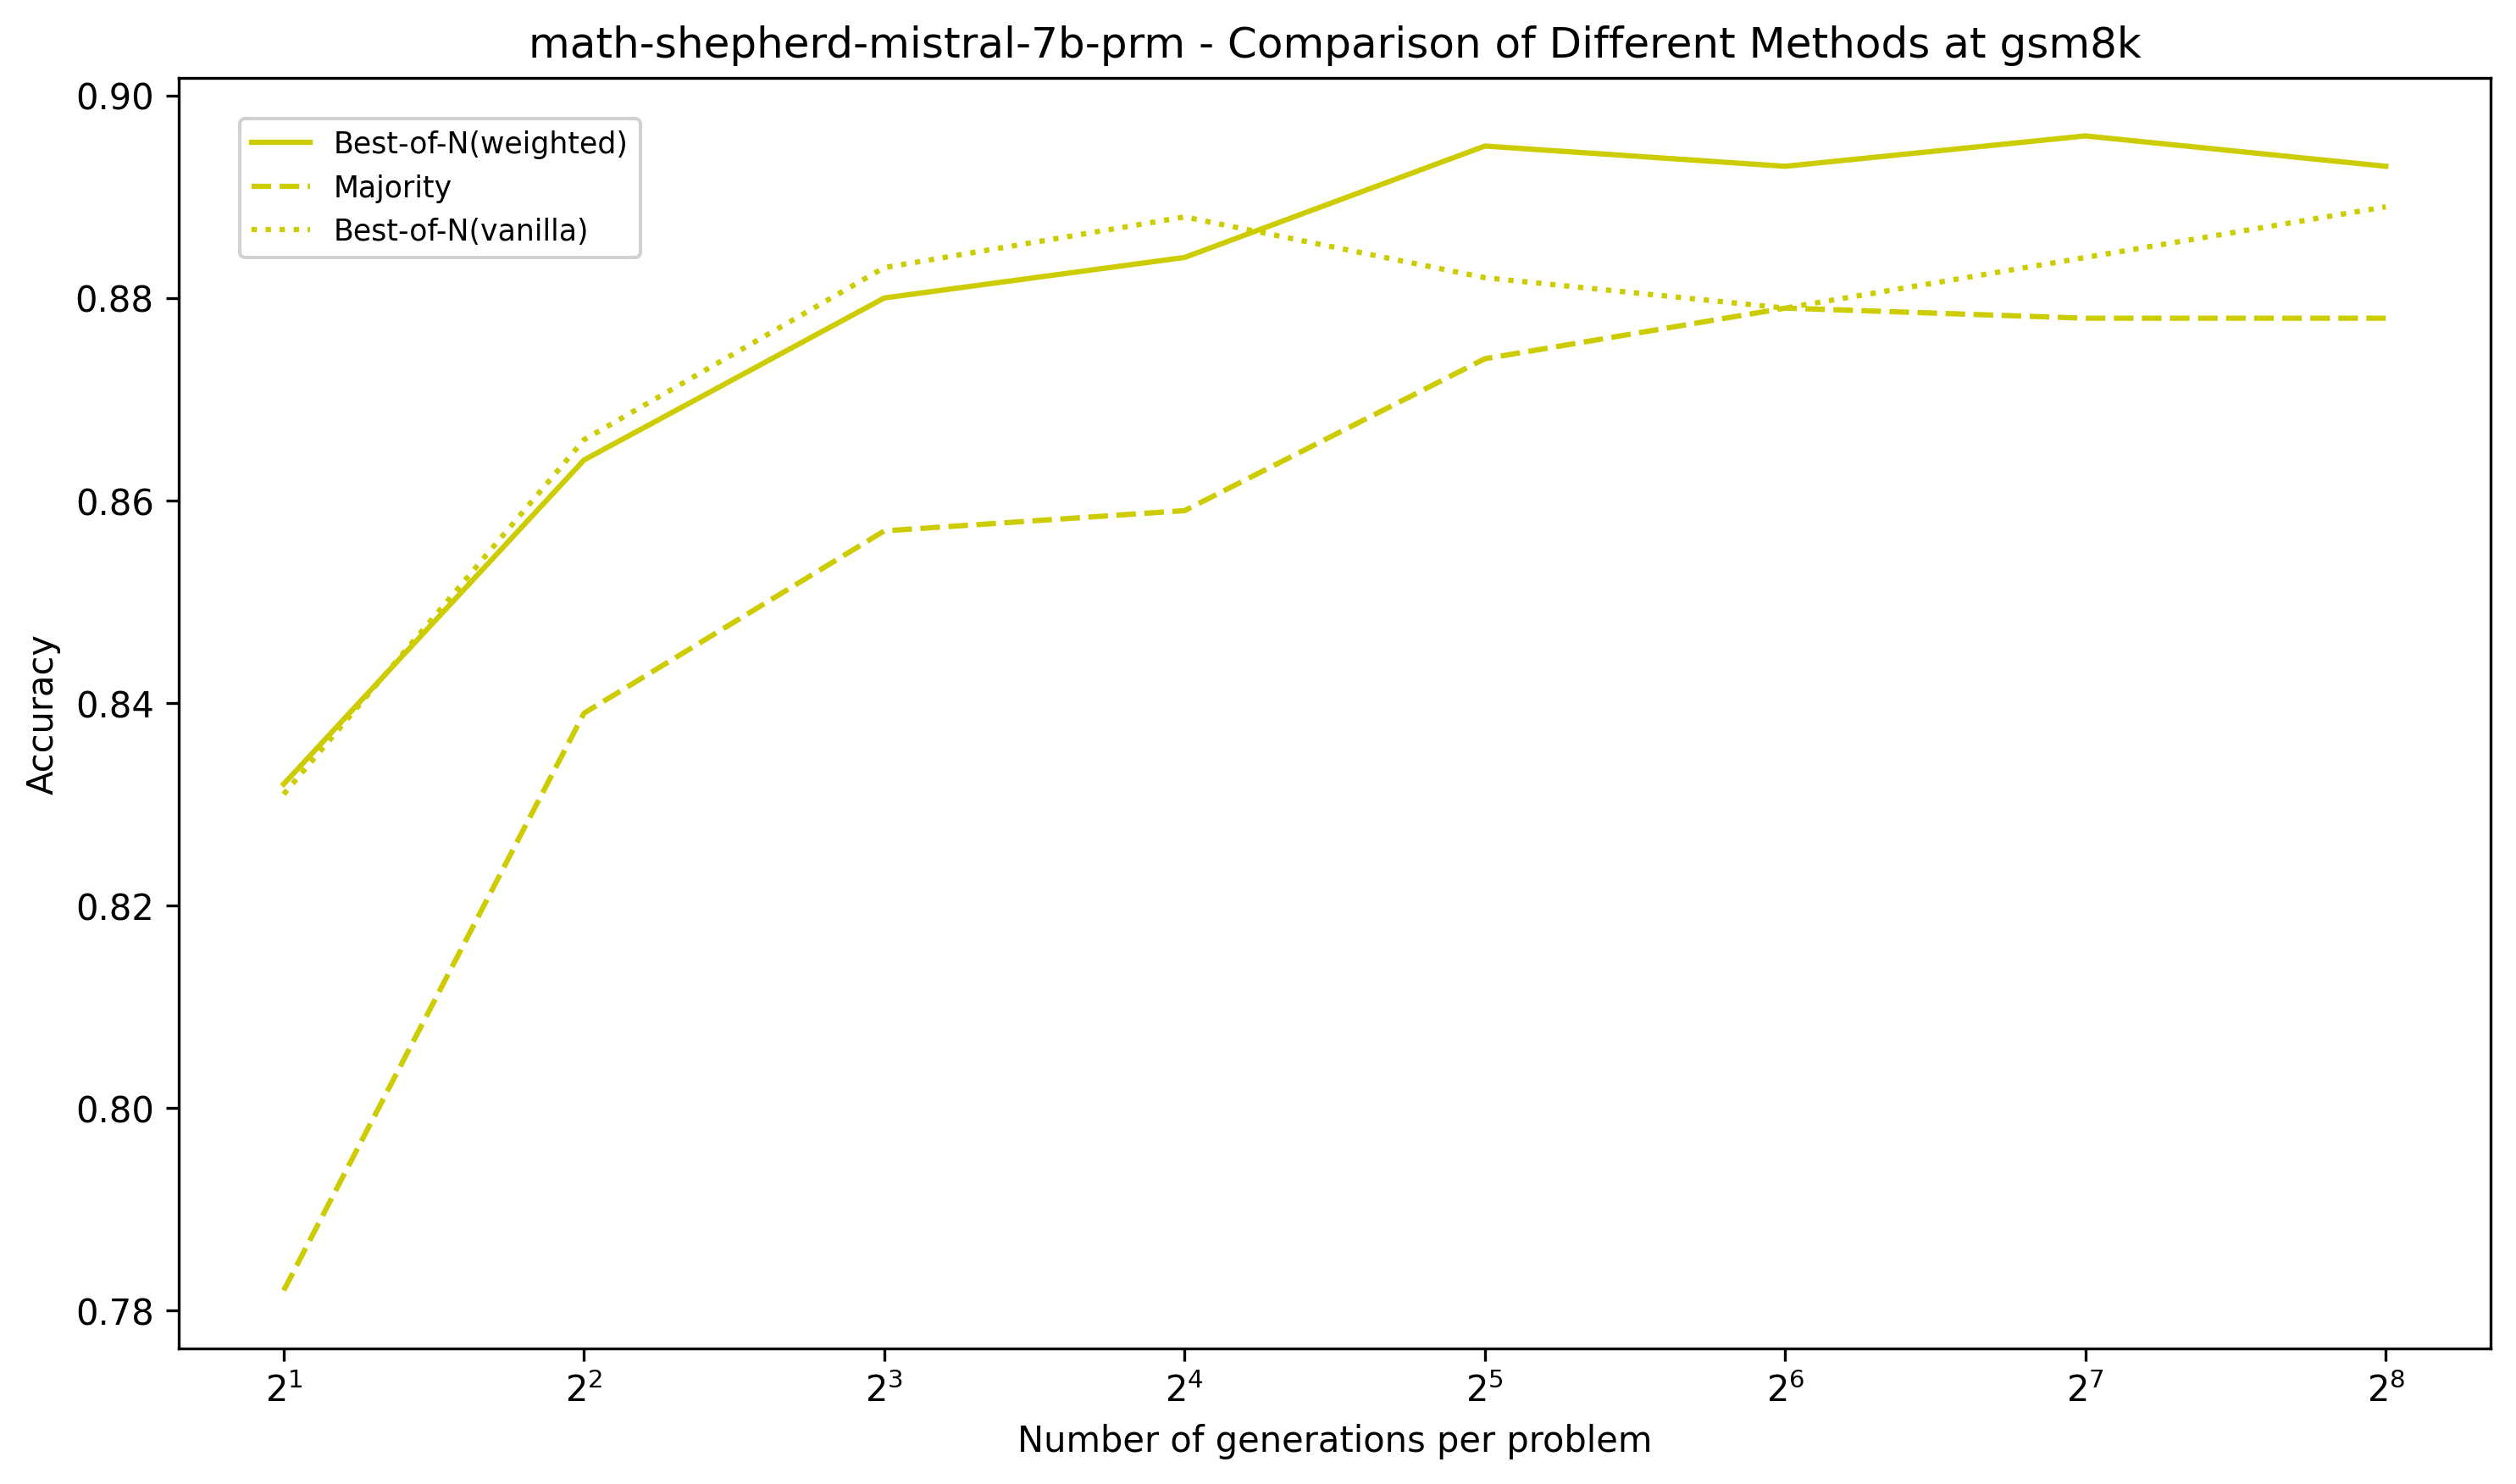 math-shepherd-mistral-7b-prm - Comparison of Different Methods at gsm8k
Best-of-N(weighted)
Majority
Best-of-N(vanilla)
Accuracy
0.90
0.88
0.86
0.84
0.82
0.80
0.78
2¹ 2² 2³ 2⁴ 2⁵ 2⁶ 2⁷ 2⁸
Number of generations per problem